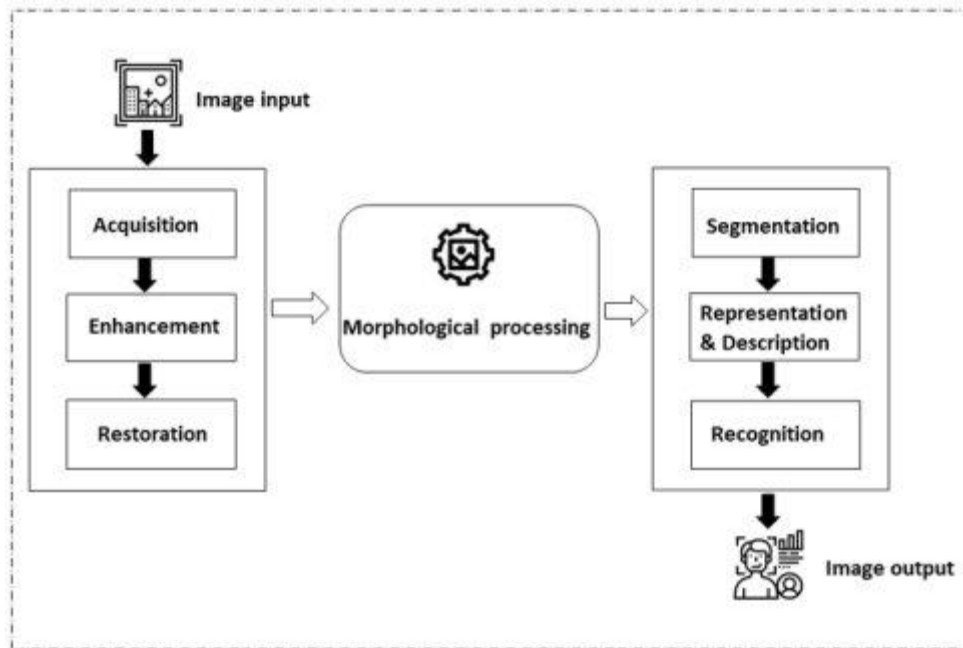 Image input
Acquisition
Enhancement
Restoration
Morphological processing
Segmentation
Representation
& Description
Recognition
Image output